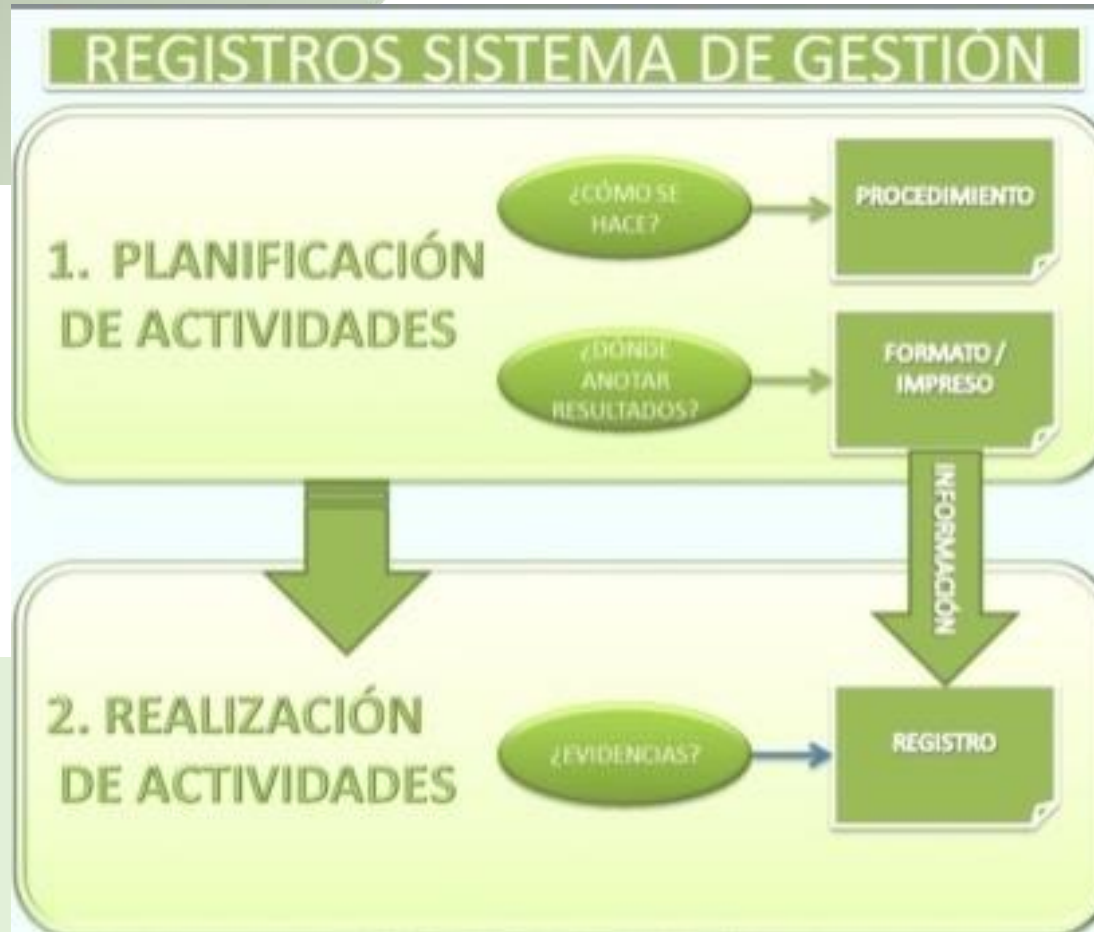 REGISTROS SISTEMA DE GESTIÓN
1. PLANIFICACIÓN
DE ACTIVIDADES
¿CÓMO SE
HACE?
PROCEDIMIENTO
¿DÓNDE
ANOTAR
RESULTADOS?
FORMATO /
IMPRESO
INFORMACIÓN
2. REALIZACIÓN
DE ACTIVIDADES
¿EVIDENCIAS?
REGISTRO